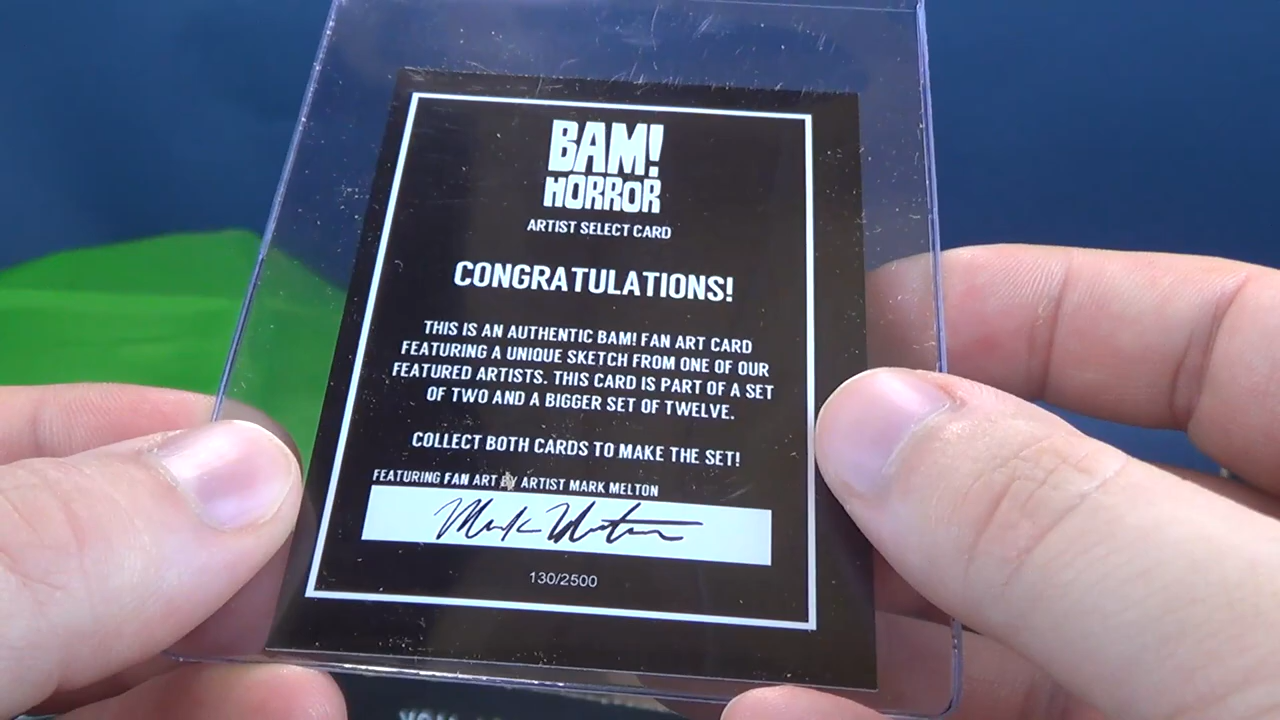 BAM!
HORROR
ARTIST SELECT CARD
CONGRATULATIONS!
THIS IS AN AUTHENTIC BAM! FAN ART CARD
FEATURING A UNIQUE SKETCH FROM ONE OF OUR
FEATURED ARTISTS. THIS CARD IS PART OF A SET
OF TWO AND A BIGGER SET OF TWELVE.
COLLECT BOTH CARDS TO MAKE THE SET!
FEATURING FAN ART BY ARTIST MARK MELTON
Mark Melton
130/2500